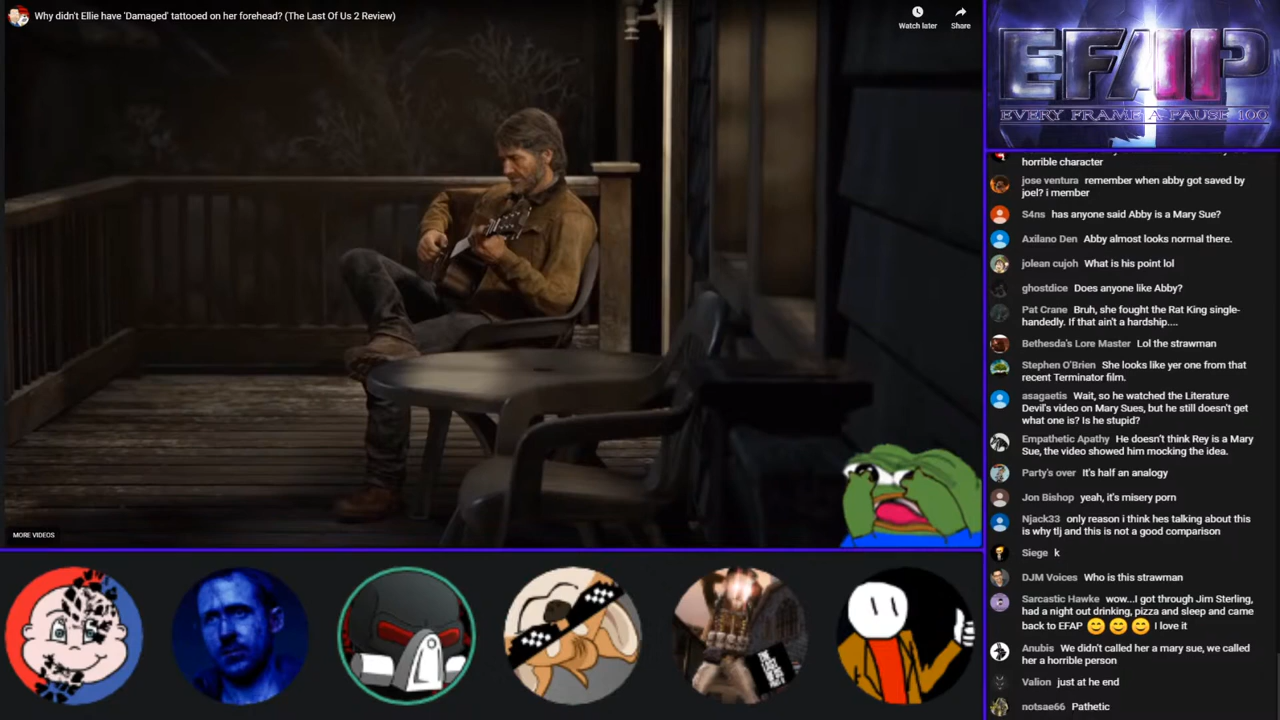 Why didn't Ellie have 'Damaged' tattooed on her forehead? (The Last Of Us 2 Review)
Watch later
Share
MORE VIDEOS
EFAP
EVERY FRAME A PAUSE 100
horrible character
jose ventura remember when abby got saved by
joel? i member
S4ns has anyone said Abby is a Mary Sue?
Axilano Den Abby almost looks normal there.
jolean cujoh What is his point lol
ghostdice Does anyone like Abby?
Pat Crane Bruh, she fought the Rat King single-
handedly. If that ain't a hardship....
Bethesda's Lore Master Lol the strawman
Stephen O'Brien She looks like yer one from that
recent Terminator film.
asagaetis Wait, so he watched the Literature
Devil's video on Mary Sues, but he still doesn't get
what one is? Is he stupid?
Empathetic Apathy He doesn't think Rey is a Mary
Sue, the video showed him mocking the idea.
Party's over It's half an analogy
Jon Bishop yeah, it's misery porn
Njack33 only reason i think hes talking about this
is why tlj and this is not a good comparison
Siege k
DJM Voices Who is this strawman
Sarcastic Hawke wow...I got through Jim Sterling,
had a night out drinking, pizza and sleep and came
back to EFAP 😊 😊 😊 I love it
Anubis We didn't called her a mary sue, we called
her a horrible person
Valion just at he end
notsae66 Pathetic